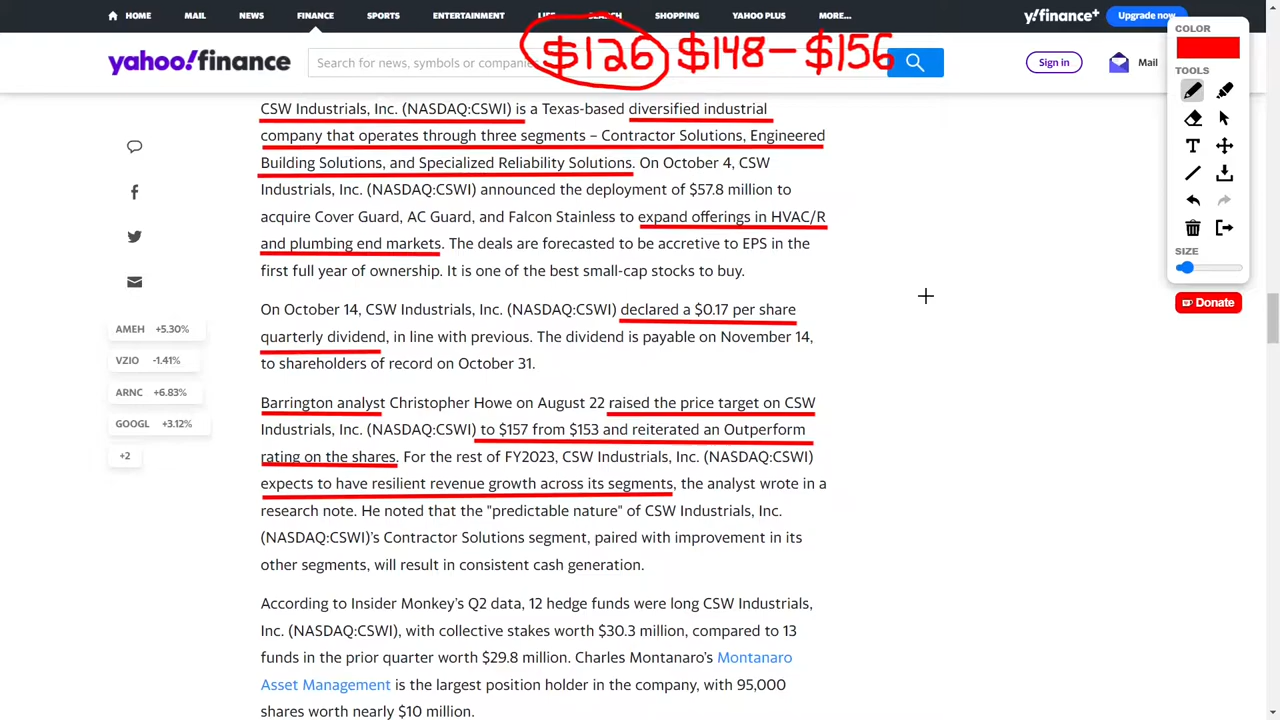 HOME MAIL NEWS FINANCE SPORTS ENTERTAINMENT LIFE SEARCH SHOPPING YAHOO PLUS MORE... y!finance+ Upgrade now
$126 $148-$156
yahoo!finance Search for news, symbols or companies Sign in Mail
COLOR
TOOLS
SIZE
Donate
CSW Industrials, Inc. (NASDAQ:CSWI) is a Texas-based diversified industrial
company that operates through three segments – Contractor Solutions, Engineered
Building Solutions, and Specialized Reliability Solutions. On October 4, CSW
Industrials, Inc. (NASDAQ:CSWI) announced the deployment of $57.8 million to
acquire Cover Guard, AC Guard, and Falcon Stainless to expand offerings in HVAC/R
and plumbing end markets. The deals are forecasted to be accretive to EPS in the
first full year of ownership. It is one of the best small-cap stocks to buy.
On October 14, CSW Industrials, Inc. (NASDAQ:CSWI) declared a $0.17 per share
quarterly dividend, in line with previous. The dividend is payable on November 14,
to shareholders of record on October 31.
Barrington analyst Christopher Howe on August 22 raised the price target on CSW
Industrials, Inc. (NASDAQ:CSWI) to $157 from $153 and reiterated an Outperform
rating on the shares. For the rest of FY2023, CSW Industrials, Inc. (NASDAQ:CSWI)
expects to have resilient revenue growth across its segments, the analyst wrote in a
research note. He noted that the "predictable nature" of CSW Industrials, Inc.
(NASDAQ:CSWI)'s Contractor Solutions segment, paired with improvement in its
other segments, will result in consistent cash generation.
According to Insider Monkey's Q2 data, 12 hedge funds were long CSW Industrials,
Inc. (NASDAQ:CSWI), with collective stakes worth $30.3 million, compared to 13
funds in the prior quarter worth $29.8 million. Charles Montanaro's Montanaro
Asset Management is the largest position holder in the company, with 95,000
shares worth nearly $10 million.
AMEH +5.30%
VZIO -1.41%
ARNC +6.83%
GOOGL +3.12%
+2